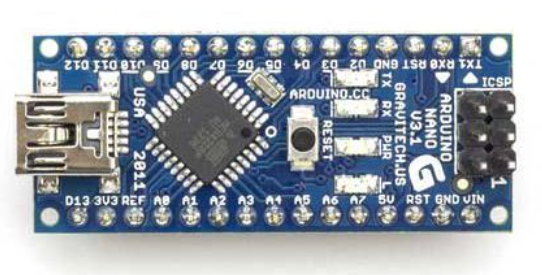 D12 D11 D10 D9 D8 D7 D6 D5 D4 D3 D2 GND RST RX0 TX1
ICSP
TX
RX
PWR
L
ARDUINO.CC
RESET
GRAVITECH.US
ARDUINO
NANO
V3.1
USA 2011
G
1
D13 3V3 REF A0 A1 A2 A3 A4 A5 A6 A7 5V RST GND VIN